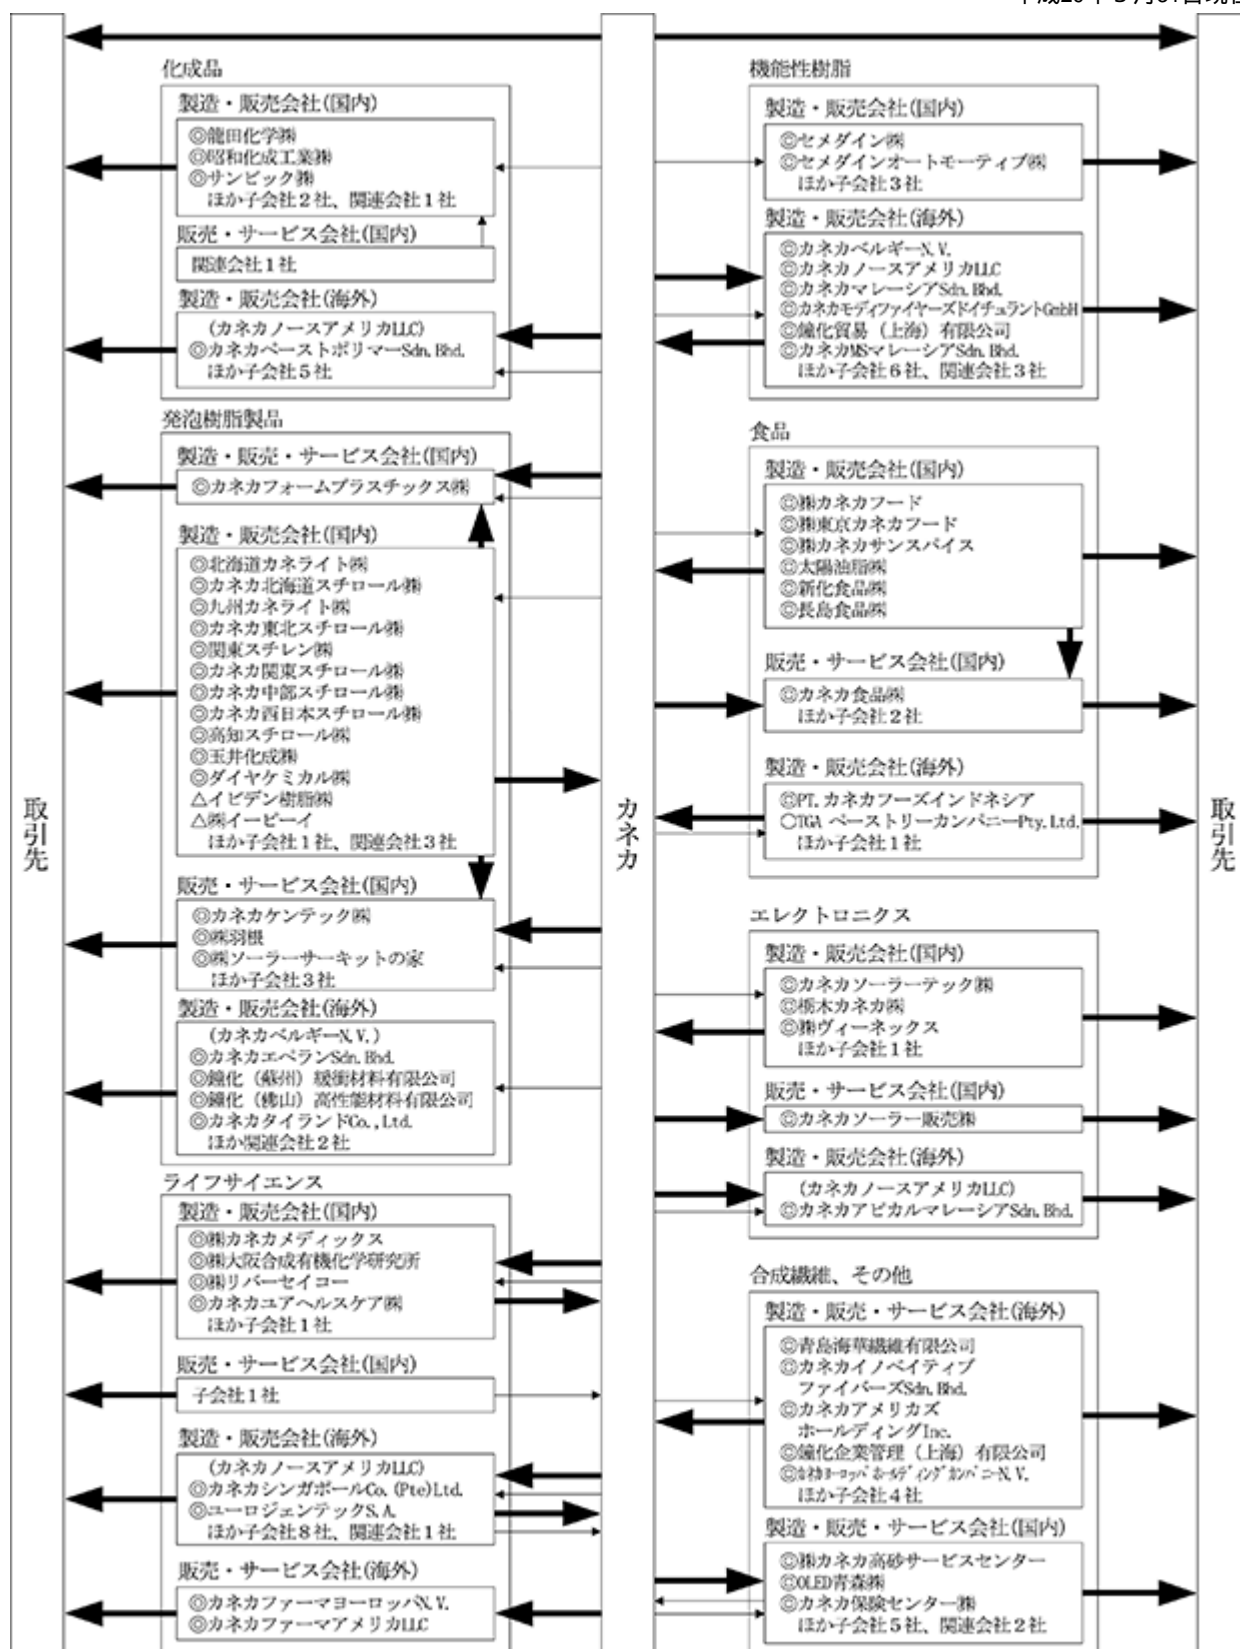 取引先
化成品
製造・販売会社(国内)
◎龍田化学㈱
◎昭和化成工業㈱
◎サンビック㈱
ほか子会社2社、関連会社1社
販売・サービス会社(国内)
関連会社1社
製造・販売会社(海外)
(カネカノースアメリカLLC)
◎カネカペーストポリマーSdn. Bhd.
ほか子会社5社
発泡樹脂製品
製造・販売・サービス会社(国内)
◎カネカフォームプラスチックス㈱
製造・販売会社(国内)
◎北海道カネライト㈱
◎カネカ北海道スチロール㈱
◎九州カネライト㈱
◎カネカ東北スチロール㈱
◎関東スチレン㈱
◎カネカ関東スチロール㈱
◎カネカ中部スチロール㈱
◎カネカ西日本スチロール㈱
◎高知スチロール㈱
◎玉井化成㈱
◎ダイヤケミカル㈱
△イビデン樹脂㈱
△㈱イーピーイ
ほか子会社1社、関連会社3社
販売・サービス会社(国内)
◎カネカケンテック㈱
◎㈱羽根
◎㈱ソーラーサーキットの家
ほか子会社3社
製造・販売会社(海外)
(カネカベルギーN.V.)
◎カネカエペランSdn. Bhd.
◎鐘化（蘇州）緩衝材料有限公司
◎鐘化（佛山）高性能材料有限公司
◎カネカタイランドCo., Ltd.
ほか関連会社2社
ライフサイエンス
製造・販売会社(国内)
◎㈱カネカメディックス
◎㈱大阪合成有機化学研究所
◎㈱リバーセイコー
◎カネカユアヘルスケア㈱
ほか子会社1社
販売・サービス会社(国内)
子会社1社
製造・販売会社(海外)
(カネカノースアメリカLLC)
◎カネカシンガポールCo. (Pte) Ltd.
◎ユーロジェンテックS.A.
ほか子会社8社、関連会社1社
販売・サービス会社(海外)
◎カネカファーマヨーロッパN.V.
◎カネカファーマアメリカLLC
カネカ
機能性樹脂
製造・販売会社(国内)
◎セメダイン㈱
◎セメダインオートモーティブ㈱
ほか子会社3社
製造・販売会社(海外)
◎カネカベルギーN.V.
◎カネカノースアメリカLLC
◎カネカマレーシアSdn. Bhd.
◎カネカモディファイヤーズドイチュラントGmbH
◎鐘化貿易（上海）有限公司
◎カネカMSマレーシアSdn. Bhd.
ほか子会社6社、関連会社3社
食品
製造・販売会社(国内)
◎㈱カネカフード
◎㈱東京カネカフード
◎㈱カネカサンスパイス
◎太陽油脂㈱
◎新化食品㈱
◎長島食品㈱
販売・サービス会社(国内)
◎カネカ食品㈱
ほか子会社2社
製造・販売会社(海外)
◎PT. カネカフーズインドネシア
○TGA ペーストリーカンパニーPty. Ltd.
ほか子会社1社
エレクトロニクス
製造・販売会社(国内)
◎カネカソーラーテック㈱
◎栃木カネカ㈱
◎㈱ヴィーネックス
ほか子会社1社
販売・サービス会社(国内)
◎カネカソーラー販売㈱
製造・販売会社(海外)
(カネカノースアメリカLLC)
◎カネカアピカルマレーシアSdn. Bhd.
合成繊維、その他
製造・販売・サービス会社(海外)
◎青島海華繊維有限公司
◎カネカイノベイティブ
ファイバーズSdn. Bhd.
◎カネカアメリカズ
ホールディングInc.
◎鐘化企業管理（上海）有限公司
◎ｶﾈｶﾖｰﾛｯﾊﾟﾎｰﾙﾃﾞｨﾝｸﾞｶﾝﾊﾟﾆｰN.V.
ほか子会社4社
製造・販売・サービス会社(国内)
◎㈱カネカ高砂サービスセンター
◎OLED青森㈱
◎カネカ保険センター㈱
ほか子会社5社、関連会社2社
取引先